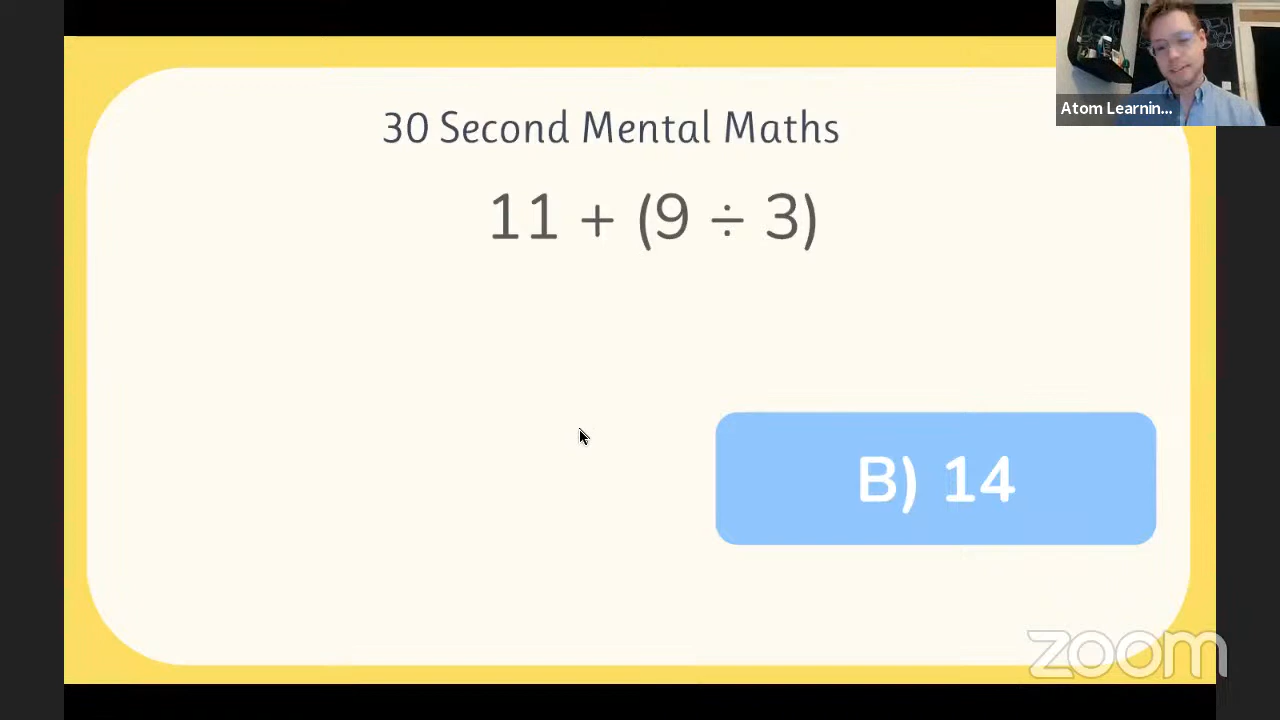 Atom Learnin...
30 Second Mental Maths
11 + (9 ÷ 3)
B) 14
zoom